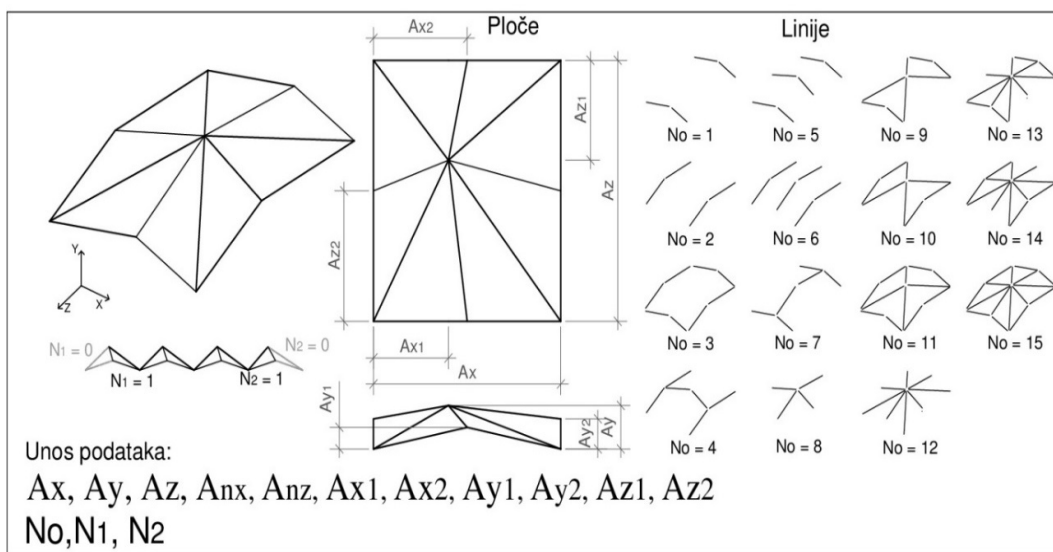 Ploče
Linije
Ax2
Az1
Az
Az2
Ax1
Ax
Ay1
Ay2
Ay
Y
Z
X
N1 = 0
N2 = 0
N1 = 1
N2 = 1
No = 1
No = 5
No = 9
No = 13
No = 2
No = 6
No = 10
No = 14
No = 3
No = 7
No = 11
No = 15
No = 4
No = 8
No = 12
Unos podataka:
Ax, Ay, Az, Anx, Anz, Ax1, Ax2, Ay1, Ay2, Az1, Az2
No,N1, N2